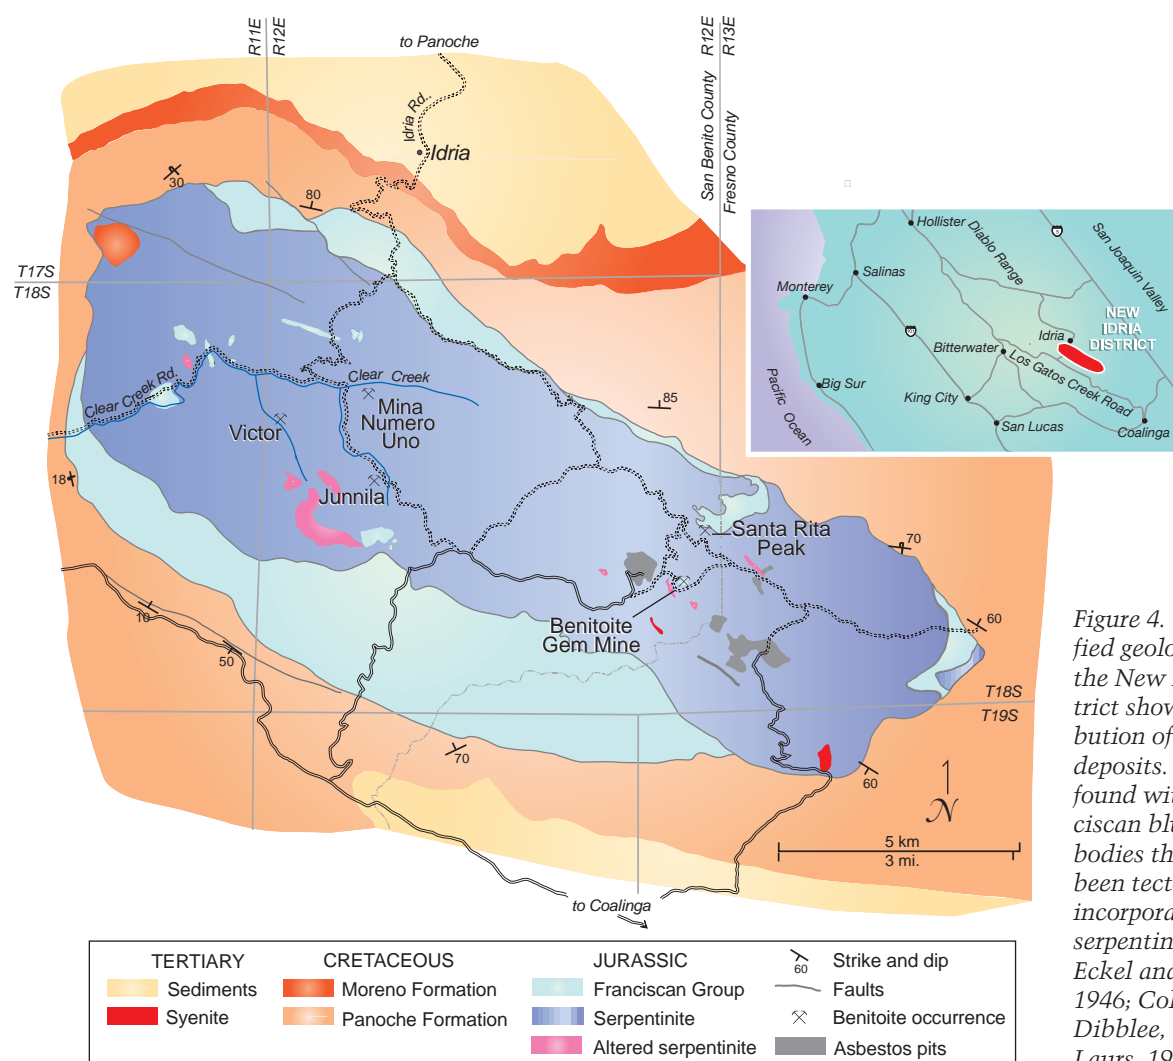 R11E
R12E
to Panoche
R12E
R13E
Idria Rd.
Idria
San Benito County
Fresno County
30
80
T17S
T18S
Clear Creek Rd.
Clear Creek
Mina
Numero
Uno
Victor
Junnila
85
18
Santa Rita
Peak
70
Benitoite
Gem Mine
60
10
50
T18S
T19S
70
60
N
5 km
3 mi.
to Coalinga
Hollister
Diablo Range
5
San Joaquin Valley
Salinas
Monterey
NEW
IDRIA
DISTRICT
Idria
Bitterwater
Los Gatos Creek Road
Big Sur
King City
San Lucas
Coalinga
Pacific Ocean
Figure 4.
fied geolo
the New
trict show
bution of
deposits.
found wit
ciscan blu
bodies th
been tect
incorpora
serpentin
Eckel and
1946; Col
Dibblee,
Laurs, 19
TERTIARY
Sediments
Syenite
CRETACEOUS
Moreno Formation
Panoche Formation
JURASSIC
Franciscan Group
Serpentinite
Altered serpentinite
60
Strike and dip
Faults
Benitoite occurrence
Asbestos pits